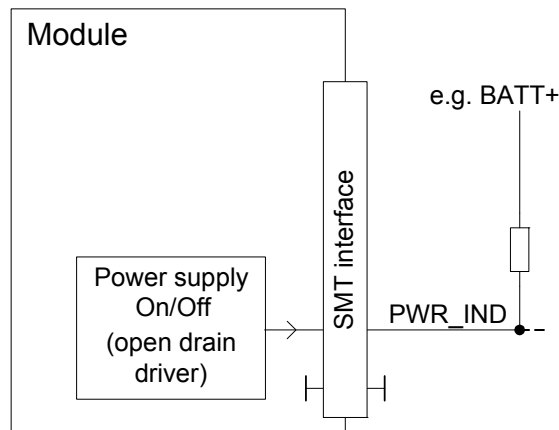 Module
e.g. BATT+
SMT interface
Power supply
On/Off
(open drain
driver)
PWR_IND